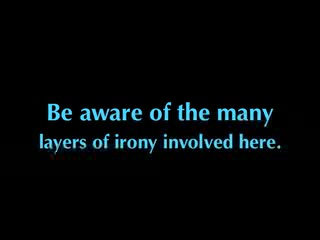 Be aware of the many
layers of irony involved here.